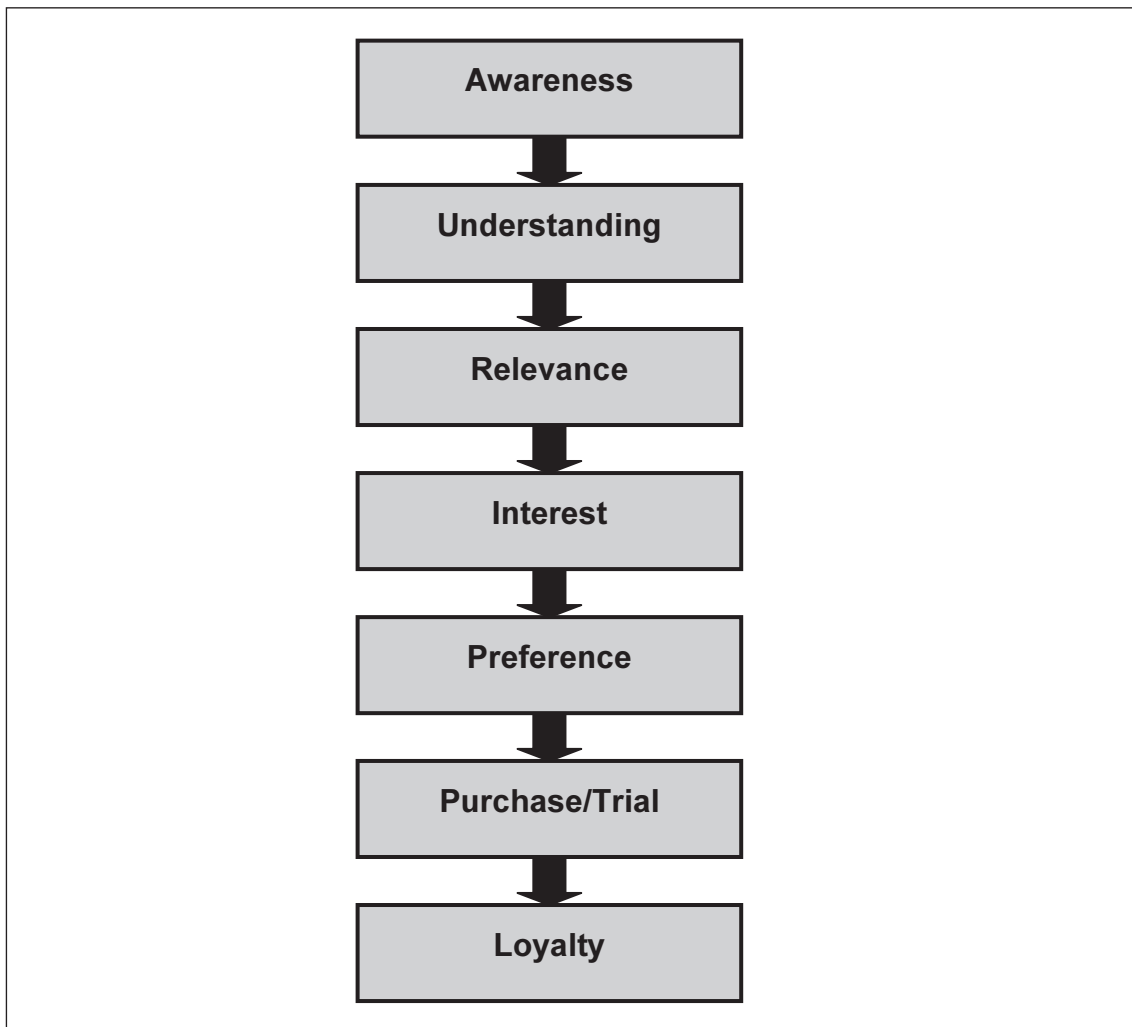 Awareness
Understanding
Relevance
Interest
Preference
Purchase/Trial
Loyalty